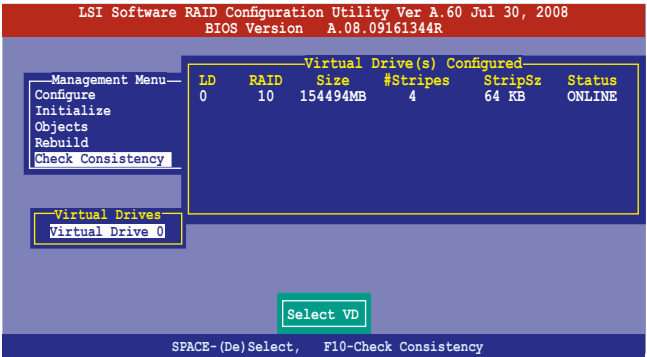 LSI Software RAID Configuration Utility Ver A.60 Jul 30, 2008
BIOS Version A.08.09161344R
Management Menu
Configure
Initialize
Objects
Rebuild
Check Consistency
Virtual Drive(s) Configured
LD RAID Size #Stripes StripSz Status
0 10 154494MB 4 64 KB ONLINE
Virtual Drives
Virtual Drive 0
Select VD
SPACE-(De)Select, F10-Check Consistency